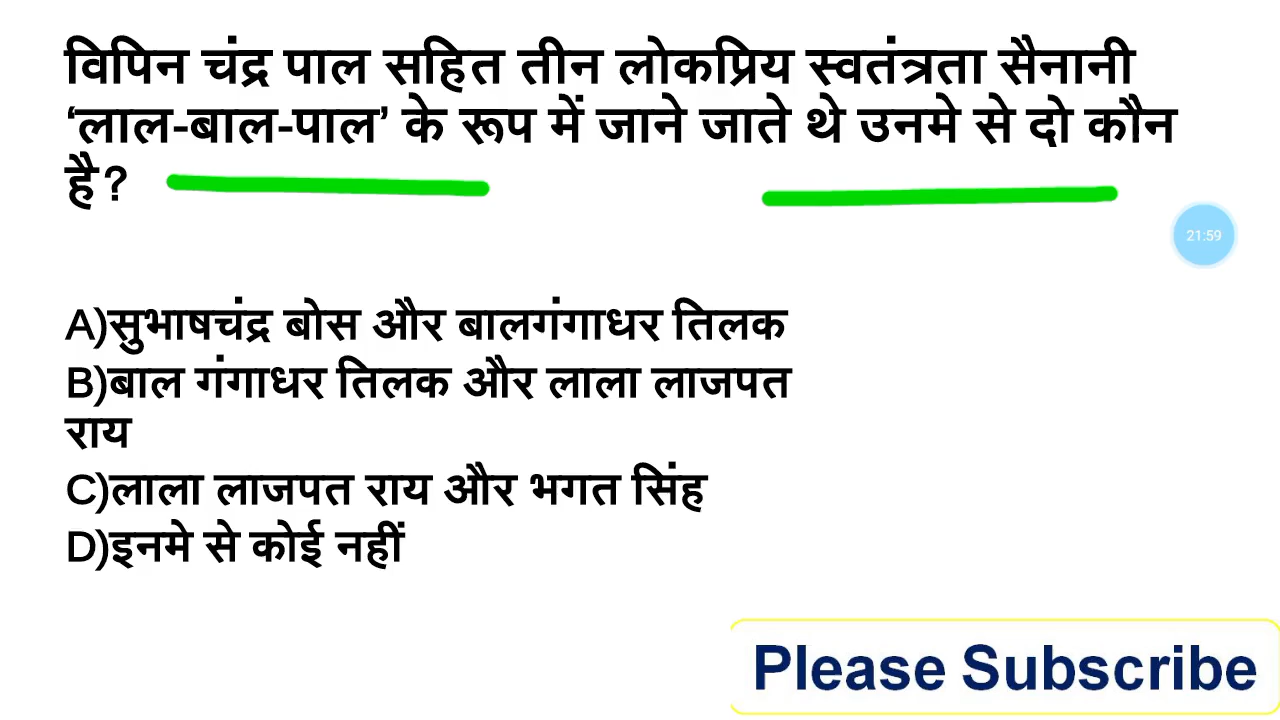 विपिन चंद्र पाल सहित तीन लोकप्रिय स्वतंत्रता सैनानी
‘लाल-बाल-पाल’ के रूप में जाने जाते थे उनमे से दो कौन
है?
21:59
A)सुभाषचंद्र बोस और बालगंगाधर तिलक
B)बाल गंगाधर तिलक और लाला लाजपत
राय
C)लाला लाजपत राय और भगत सिंह
D)इनमे से कोई नहीं
Please Subscribe